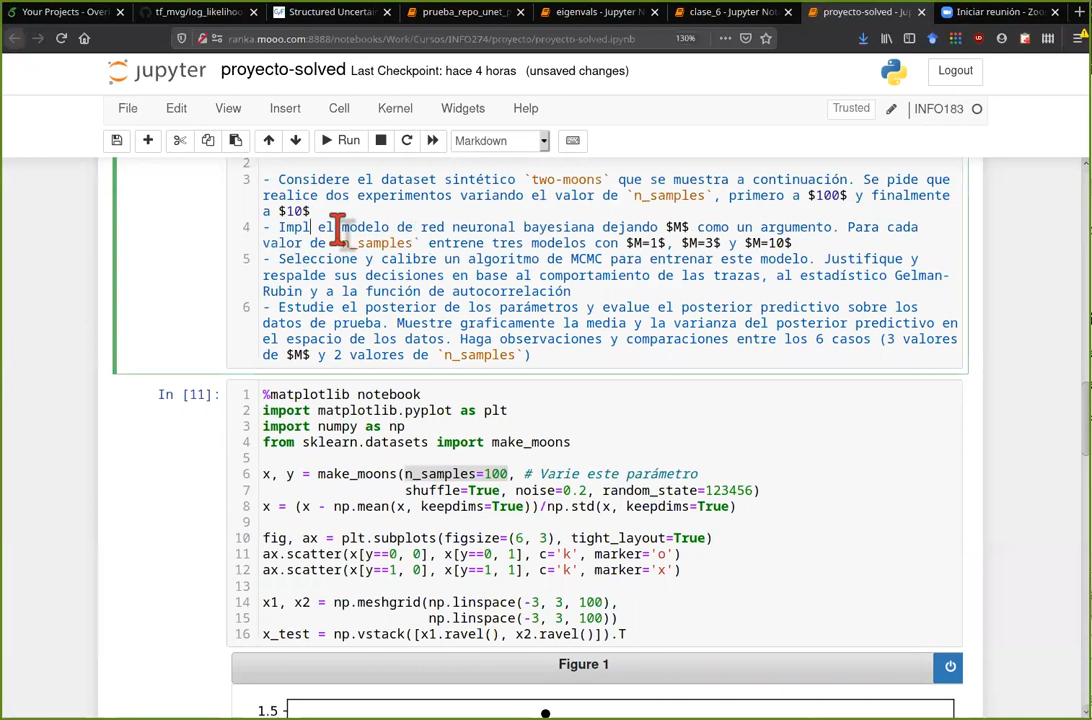 Your Projects - Over
tf_mvg/log_likelihoo
Structured Uncertain
prueba_repo_unet_p
eigenvals - Jupyter N
clase_6 - Jupyter Not
proyecto-solved - Ju
Iniciar reunión - Zoo
ranka.mooo.com:8888/notebooks/Work/Cursos/INFO274/proyecto/proyecto-solved.ipynb
130%
jupyter proyecto-solved Last Checkpoint: hace 4 horas (unsaved changes)
Logout
File Edit View Insert Cell Kernel Widgets Help
Trusted
INFO183
Run
Markdown
2
3 - Considere el dataset sintético `two-moons` que se muestra a continuación. Se pide que
realice dos experimentos variando el valor de `n_samples`, primero a $100$ y finalmente
a $10$
4 - Impl el modelo de red neuronal bayesiana dejando $M$ como un argumento. Para cada
valor de `n_samples` entrene tres modelos con $M=1$, $M=3$ y $M=10$
5 - Seleccione y calibre un algoritmo de MCMC para entrenar este modelo. Justifique y
respalde sus decisiones en base al comportamiento de las trazas, al estadístico Gelman-
Rubin y a la función de autocorrelación
6 - Estudie el posterior de los parámetros y evalue el posterior predictivo sobre los
datos de prueba. Muestre graficamente la media y la varianza del posterior predictivo en
el espacio de los datos. Haga observaciones y comparaciones entre los 6 casos (3 valores
de $M$ y 2 valores de `n_samples`)
In [11]:
1 %matplotlib notebook
2 import matplotlib.pyplot as plt
3 import numpy as np
4 from sklearn.datasets import make_moons
5
6 x, y = make_moons(n_samples=100, # Varie este parámetro
7 shuffle=True, noise=0.2, random_state=123456)
8 x = (x - np.mean(x, keepdims=True))/np.std(x, keepdims=True)
9
10 fig, ax = plt.subplots(figsize=(6, 3), tight_layout=True)
11 ax.scatter(x[y==0, 0], x[y==0, 1], c='k', marker='o')
12 ax.scatter(x[y==1, 0], x[y==1, 1], c='k', marker='x')
13
14 x1, x2 = np.meshgrid(np.linspace(-3, 3, 100),
15 np.linspace(-3, 3, 100))
16 x_test = np.vstack([x1.ravel(), x2.ravel()]).T
Figure 1
1.5